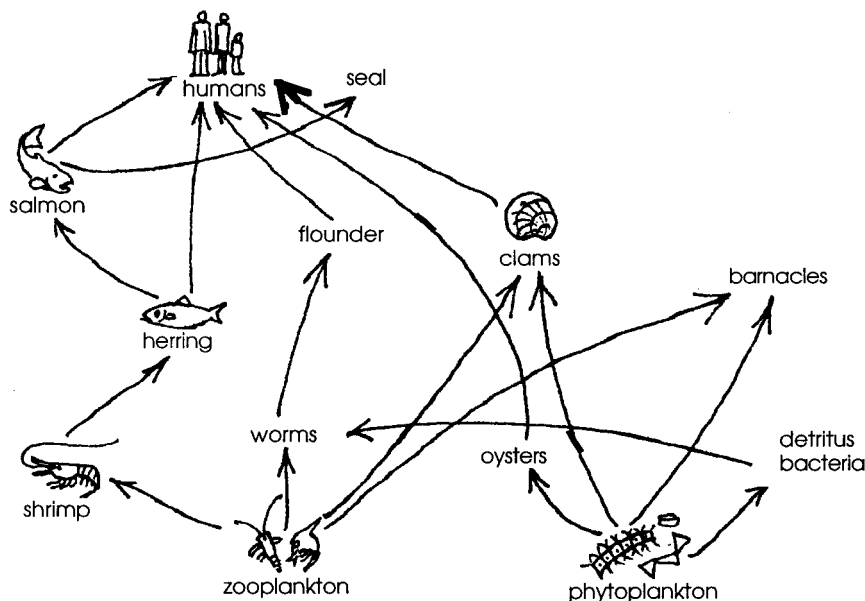 humans
seal
salmon
flounder
clams
barnacles
herring
worms
oysters
detritus
bacteria
shrimp
zooplankton
phytoplankton